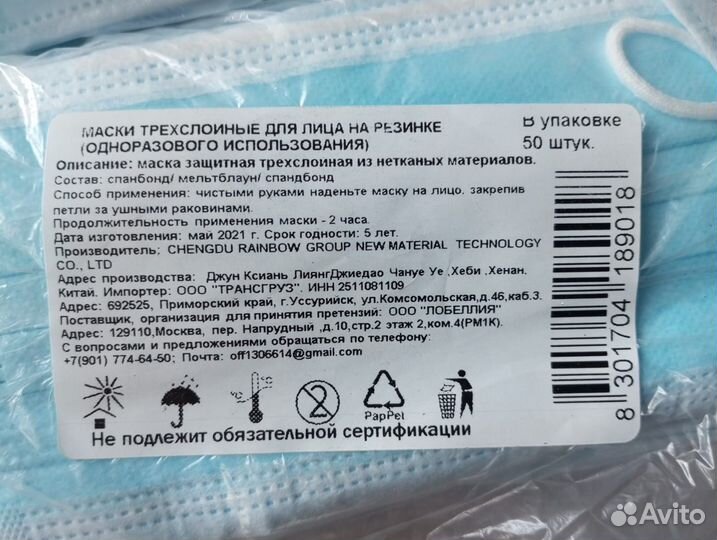 МАСКИ ТРЕХСЛОИНЫЕ ДЛЯ ЛИЦА НА РЕЗИНКЕ
(ОДНОРАЗОВОГО ИСПОЛЬЗОВАНИЯ)
В упаковке
50 штук.
Описание: маска защитная трехслоиная из нетканых материалов.
Состав: спанбонд/ мельтблаун/ спандбонд
Способ применения: чистыми руками наденьте маску на лицо. закрепив
петли за ушными раковинами.
Продолжительность применения маски - 2 часа.
Дата изготовления: май 2021 г. Срок годности: 5 лет.
Производитель: CHENGDU RAINBOW GROUP NEW MATERIAL TECHNOLOGY
CO., LTD
Адрес производства: Джун Ксиань ЛиянгДжиедао Чануе Уе .Хеби .Хенан.
Китай. Импортер: ООО "ТРАНСГРУЗ". ИНН 2511081109
Адрес: 692525, Приморский край, г.Уссурийск, ул.Комсомольская,д.46,каб.3.
Поставщик, организация для принятия претензий: ООО "ЛОБЕЛЛИЯ"
Адрес: 129110,Москва, пер. Напрудный ,д.10,стр.2 этаж 2,ком.4(РМ1К).
С вопросами и предложениями обращаться по телефону:
+7(901) 774-64-50; Почта: off1306614@gmail.com
°C
2
PapPet
Не подлежит обязательной сертификации
8 301704 189018
Avito